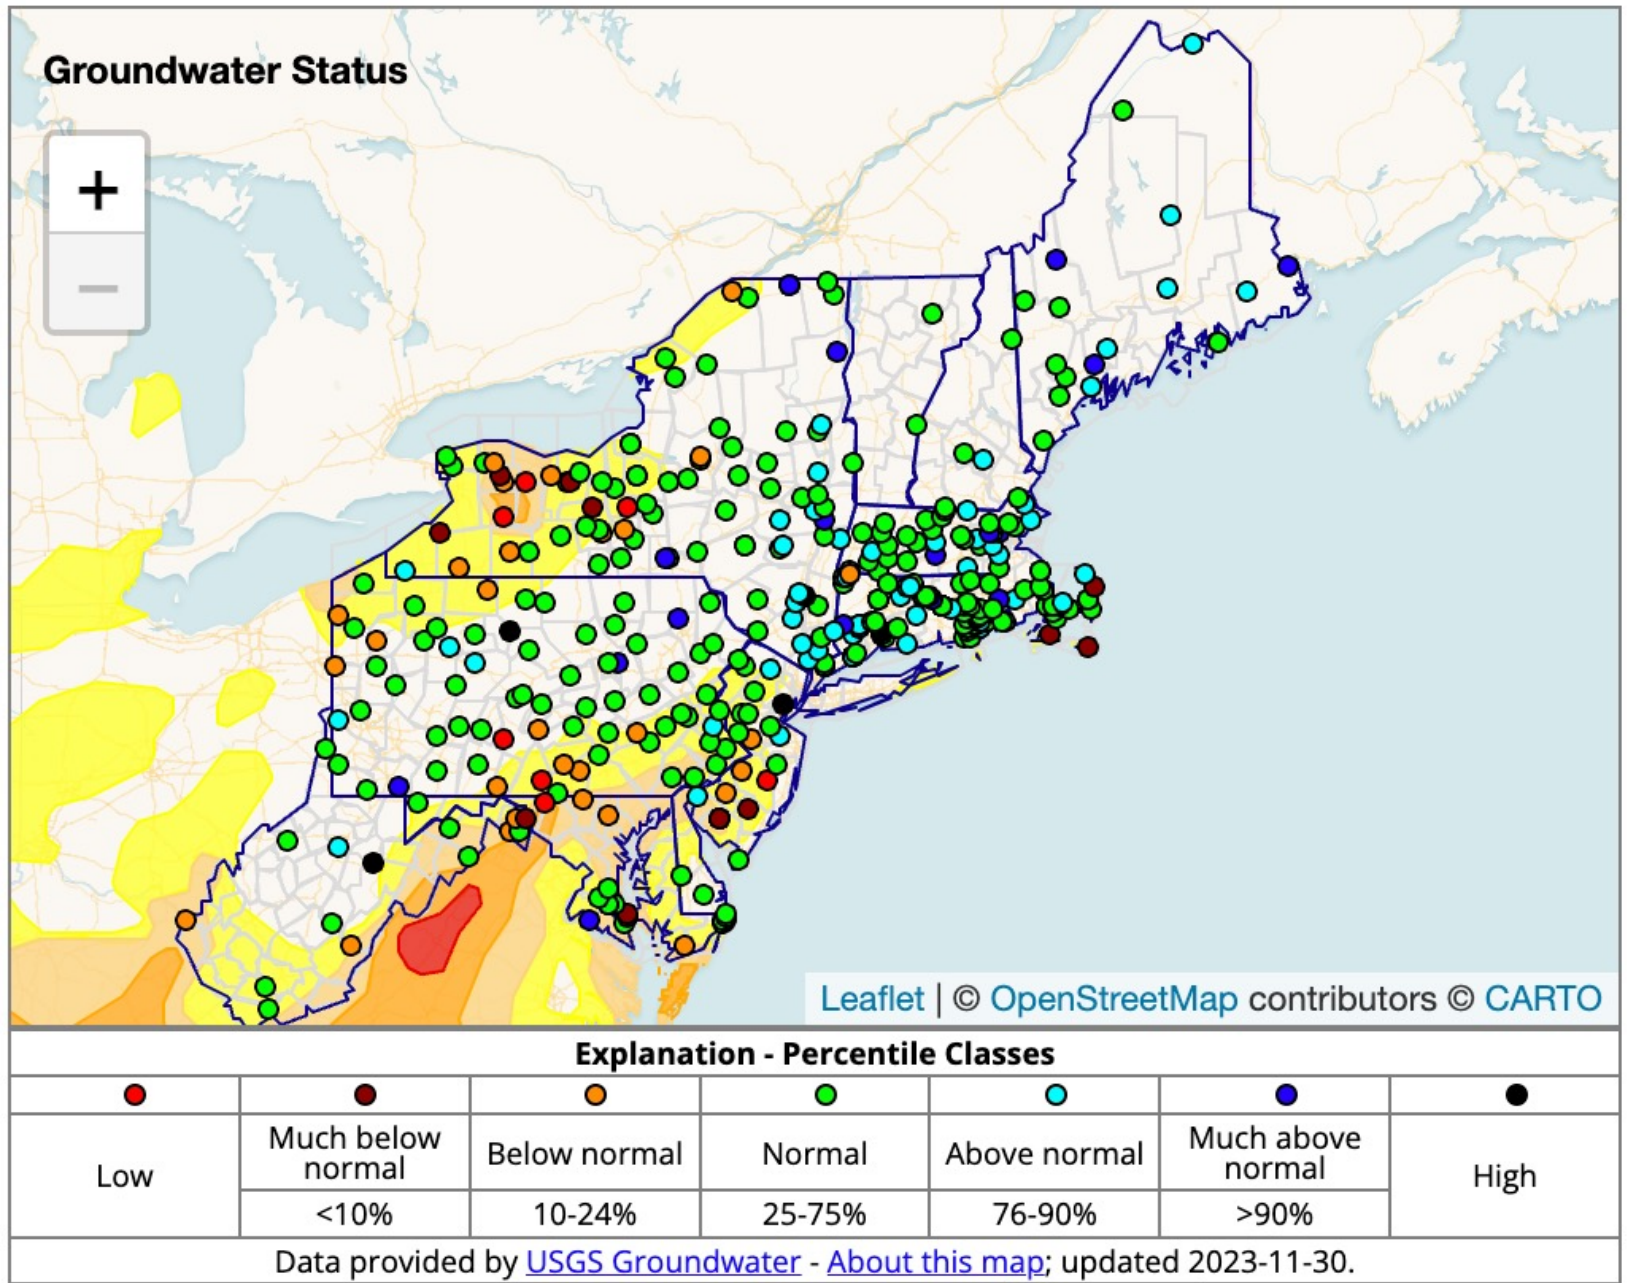 Groundwater Status
+
−
Leaflet | © OpenStreetMap contributors © CARTO
Explanation - Percentile Classes
Low
Much below
normal
<10%
Below normal
10-24%
Normal
25-75%
Above normal
76-90%
Much above
normal
>90%
High
Data provided by USGS Groundwater - About this map; updated 2023-11-30.